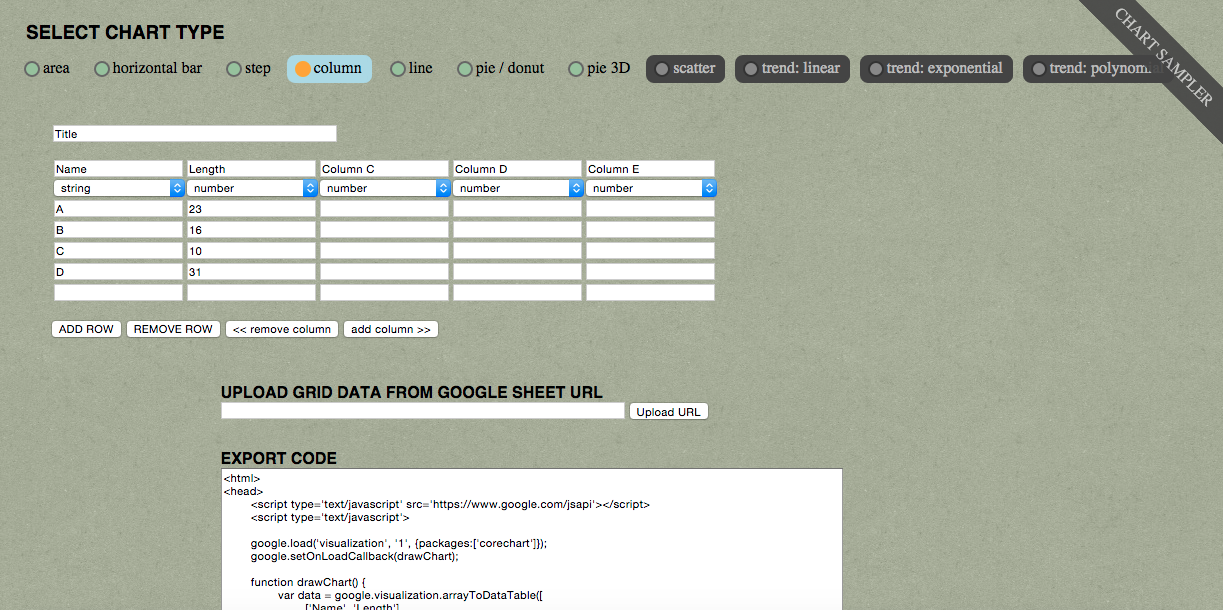 SELECT CHART TYPE
CHART SAMPLER
area horizontal bar step column line pie / donut pie 3D scatter trend: linear trend: exponential trend:
Title
Name Length Column C Column D Column E
string number number number number
A 23
B 16
C 10
D 31
ADD ROW REMOVE ROW << remove column add column >>
UPLOAD GRID DATA FROM GOOGLE SHEET URL
Upload URL
EXPORT CODE
<html>
<head>
<script type='text/javascript' src='https://www.google.com/jsapi'></script>
<script type='text/javascript'>
google.load('visualization', '1', {packages:['corechart']});
google.setOnLoadCallback(drawChart);
function drawChart() {
var data = google.visualization.arrayToDataTable([
['Name', 'Length']